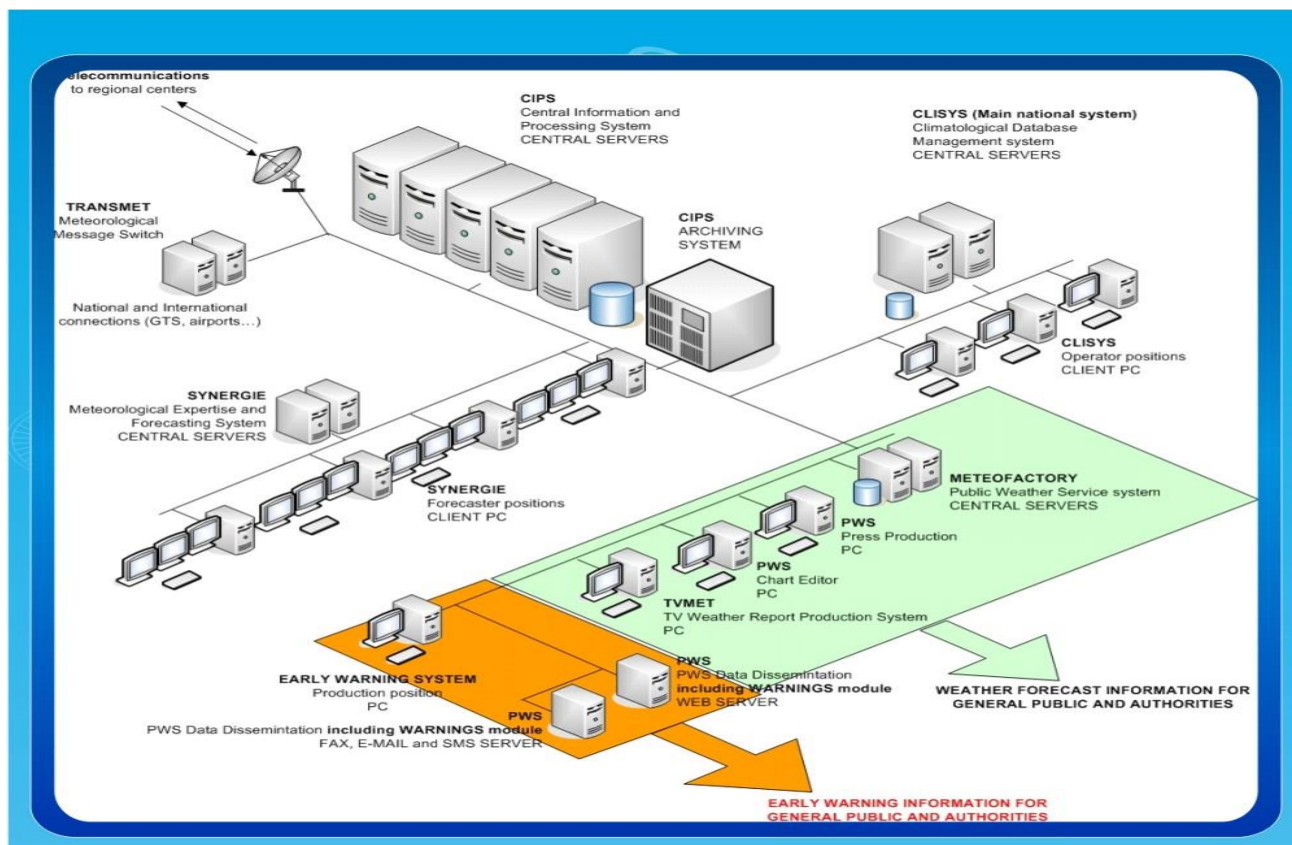 elecommunications
to regional centers
CIPS
Central Information and
Processing System
CENTRAL SERVERS
CLISYS (Main national system)
Climatological Database
Management system
CENTRAL SERVERS
TRANSMET
Meteorological
Message Switch
CIPS
ARCHIVING
SYSTEM
National and International
connections (GTS, airports…)
CLISYS
Operator positions
CLIENT PC
SYNERGIE
Meteorological Expertise and
Forecasting System
CENTRAL SERVERS
SYNERGIE
Forecaster positions
CLIENT PC
METEOFACTORY
Public Weather Service system
CENTRAL SERVERS
PWS
Press Production
PC
PWS
Chart Editor
PC
TVMET
TV Weather Report Production System
PC
EARLY WARNING SYSTEM
Production position
PC
PWS
PWS Data Dissemintation
including WARNINGS module
WEB SERVER
PWS
PWS Data Dissemintation including WARNINGS module
FAX, E-MAIL and SMS SERVER
WEATHER FORECAST INFORMATION FOR
GENERAL PUBLIC AND AUTHORITIES
EARLY WARNING INFORMATION FOR
GENERAL PUBLIC AND AUTHORITIES